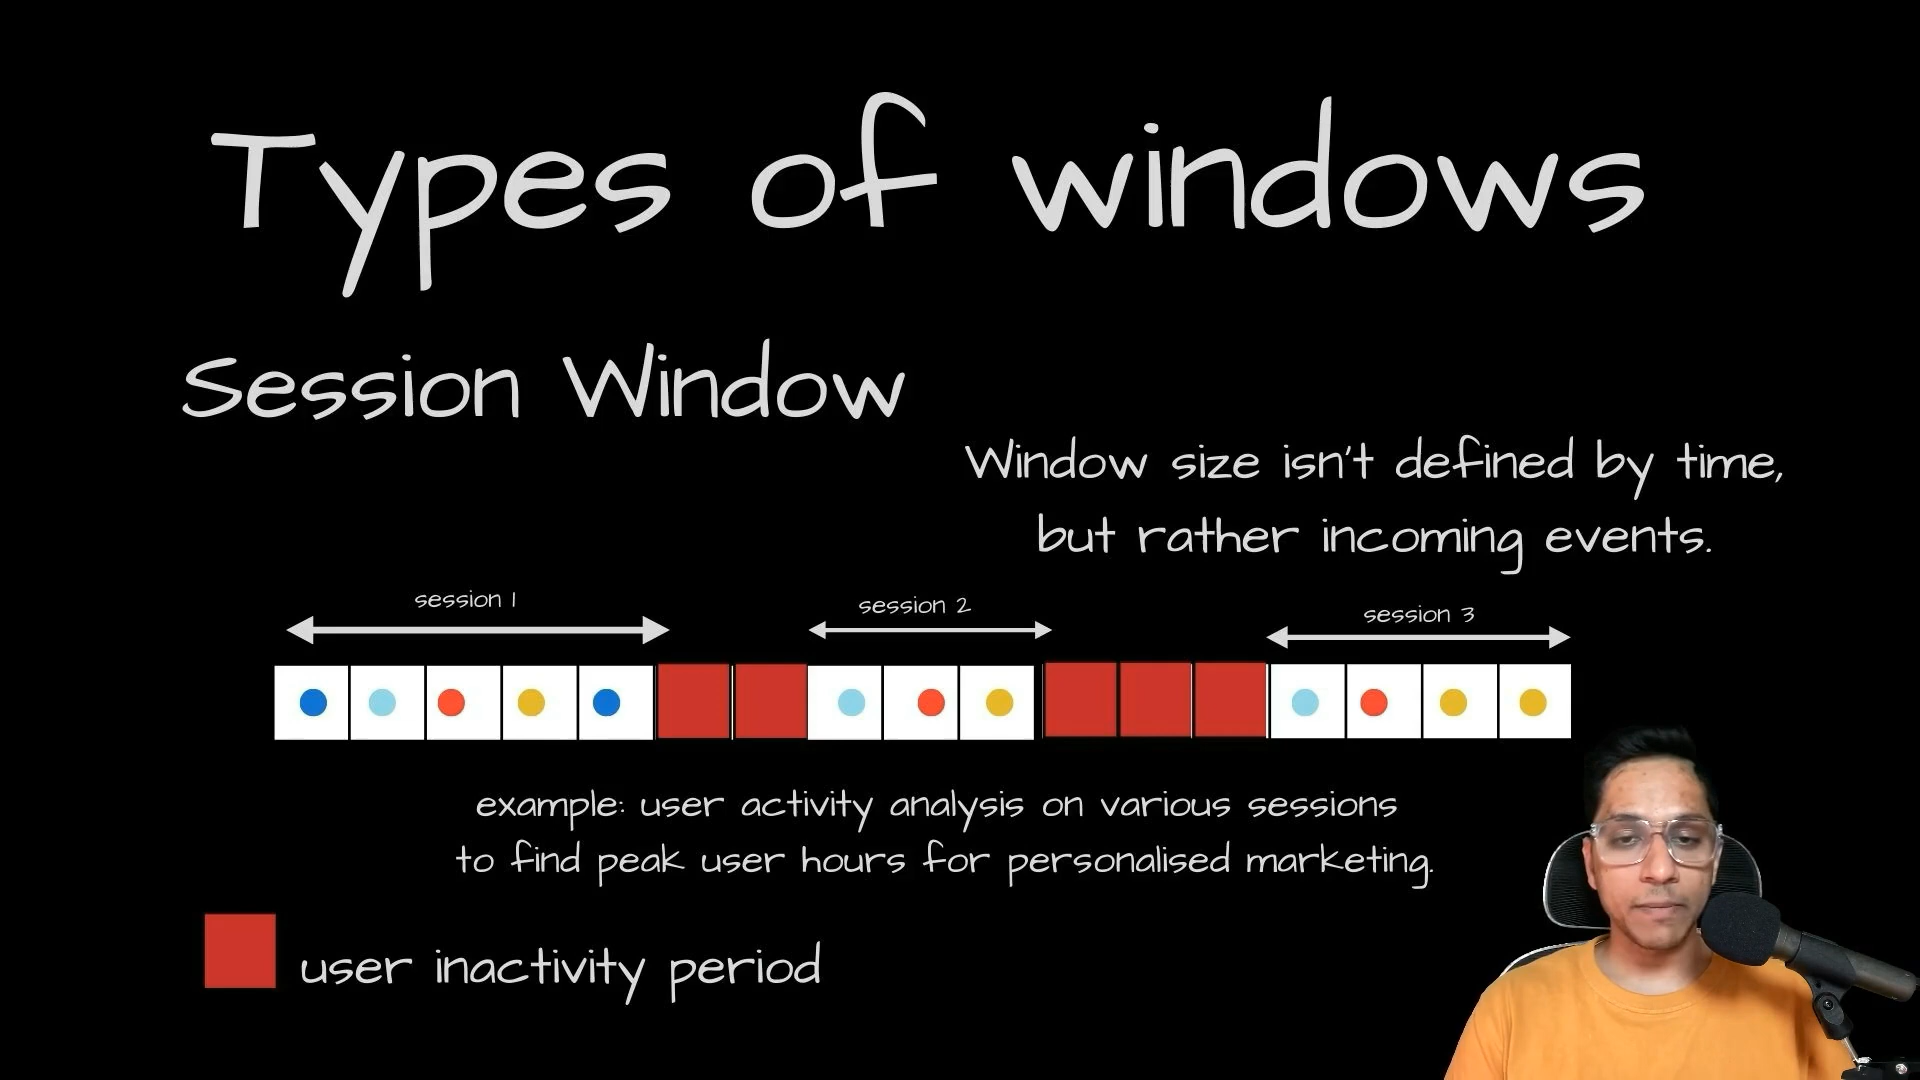 Types of windows
Session Window
Window size isn't defined by time,
but rather incoming events.
session 1
session 2
session 3
example: user activity analysis on various sessions
to find peak user hours for personalised marketing.
user inactivity period